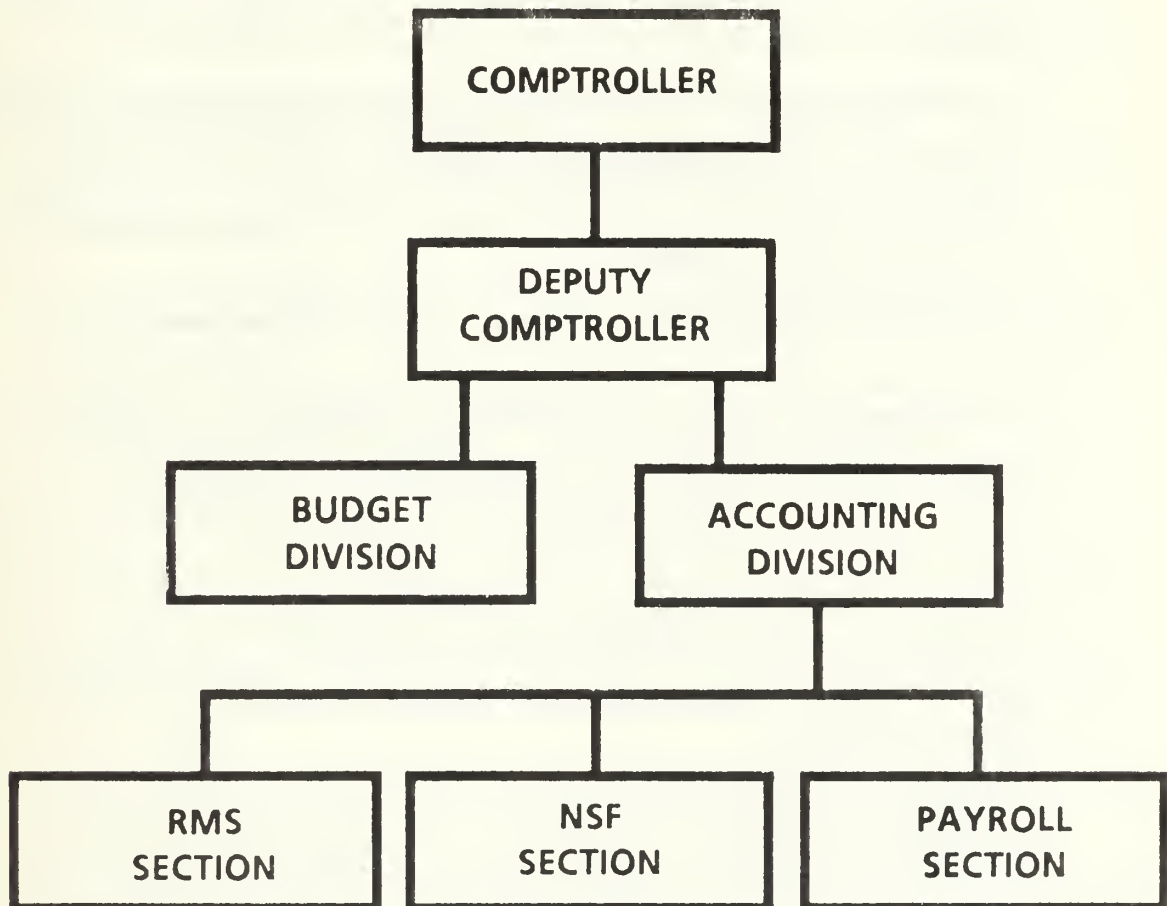 COMPTROLLER
DEPUTY
COMPTROLLER
BUDGET
DIVISION
ACCOUNTING
DIVISION
RMS
SECTION
NSF
SECTION
PAYROLL
SECTION